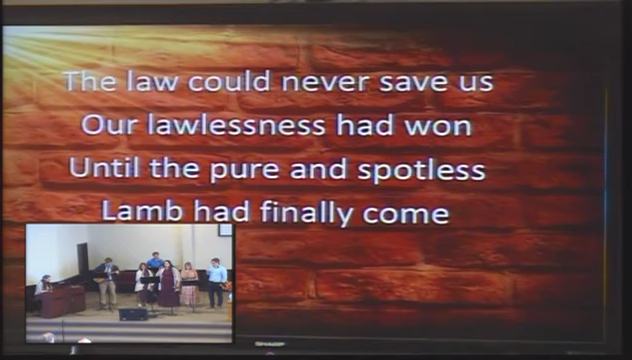 The law could never save us
Our lawlessness had won
Until the pure and spotless
Lamb had finally come